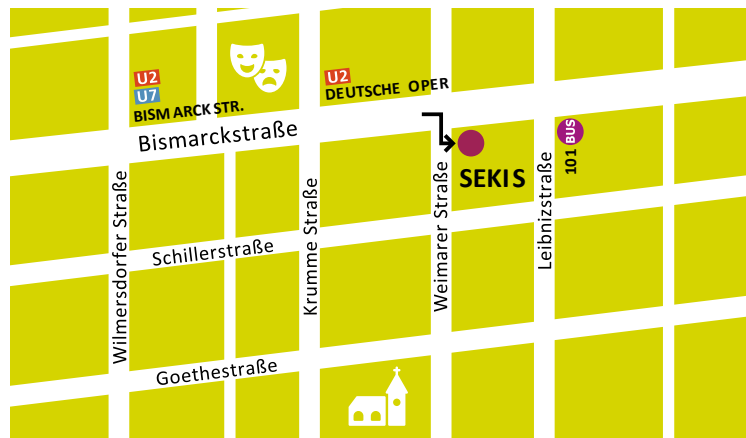 U2
U7
BISMARCKSTR.
U2
DEUTSCHE OPER
Bismarckstraße
SEKIS
101 BUS
Wilmersdorfer Straße
Krumme Straße
Weimarer Straße
Leibnizstraße
Schillerstraße
Goethestraße